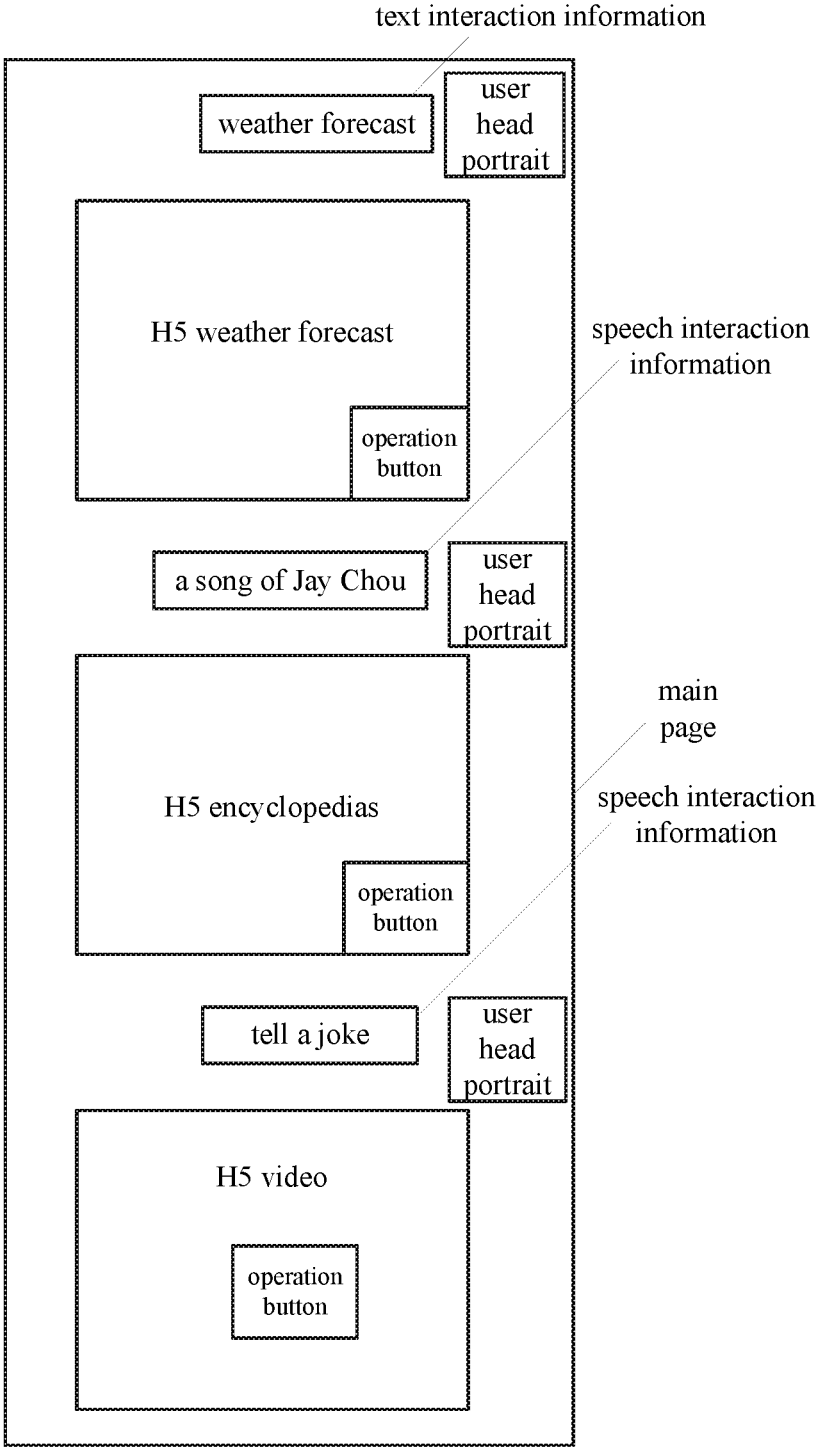 text interaction information
weather forecast
user
head
portrait
H5 weather forecast
operation
button
speech interaction
information
a song of Jay Chou
user
head
portrait
main
page
H5 encyclopedias
operation
button
speech interaction
information
tell a joke
user
head
portrait
H5 video
operation
button